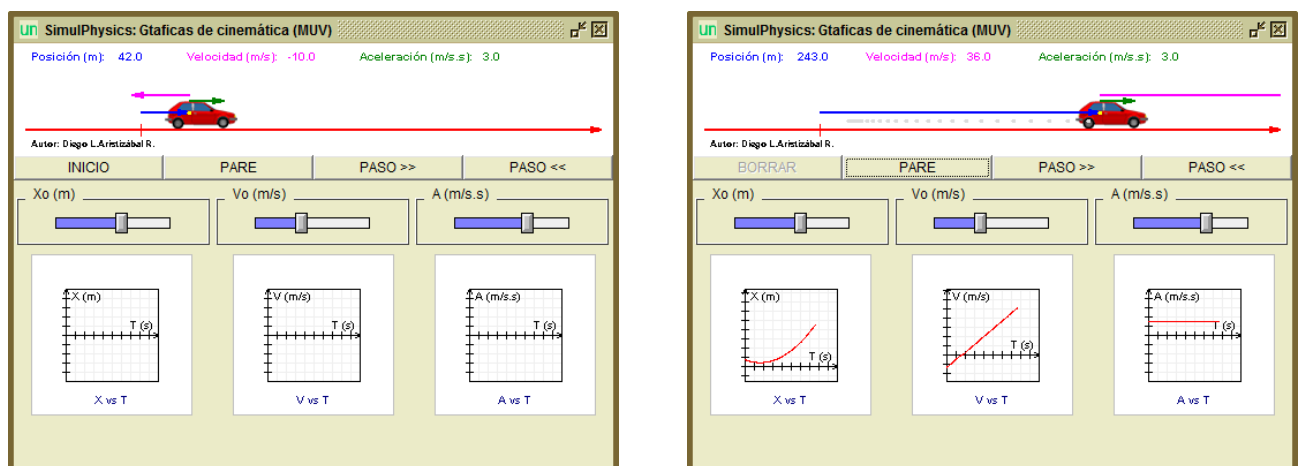 un SimulPhysics: Gtaficas de cinemática (MUV)
Posición (m): 42.0 Velocidad (m/s): -10.0 Aceleración (m/s.s): 3.0
Autor: Diego L.Aristizábal R.
INICIO PARE PASO >> PASO <<
Xo (m) Vo (m/s) A (m/s.s)
X (m) V (m/s) A (m/s.s)
T (s) T (s) T (s)
X vs T V vs T A vs T
un SimulPhysics: Gtaficas de cinemática (MUV)
Posición (m): 243.0 Velocidad (m/s): 36.0 Aceleración (m/s.s): 3.0
Autor: Diego L.Aristizábal R.
BORRAR PARE PASO >> PASO <<
Xo (m) Vo (m/s) A (m/s.s)
X (m) V (m/s) A (m/s.s)
T (s) T (s) T (s)
X vs T V vs T A vs T